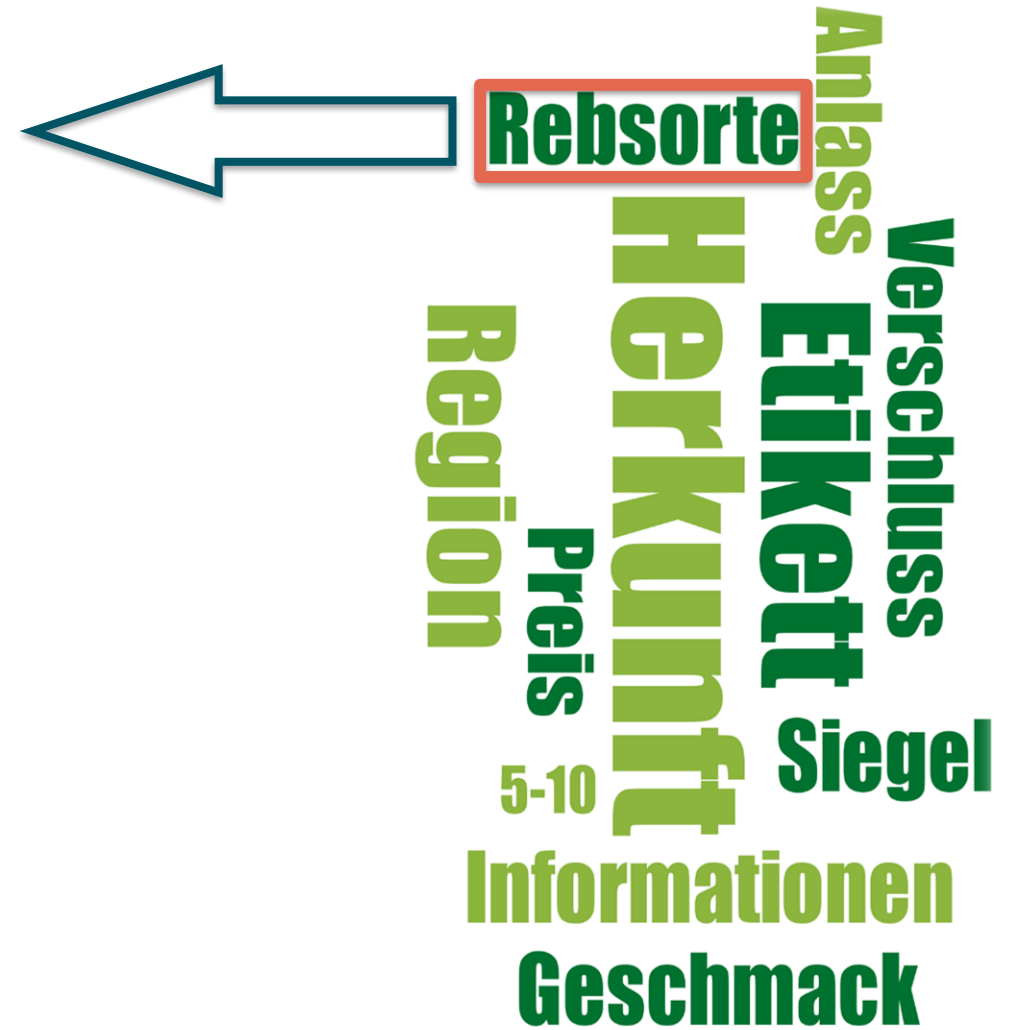 Rebsorte
Anlass
Herkunft
Verschluss
Etikett
Region
Preis
Siegel
5-10
Informationen
Geschmack